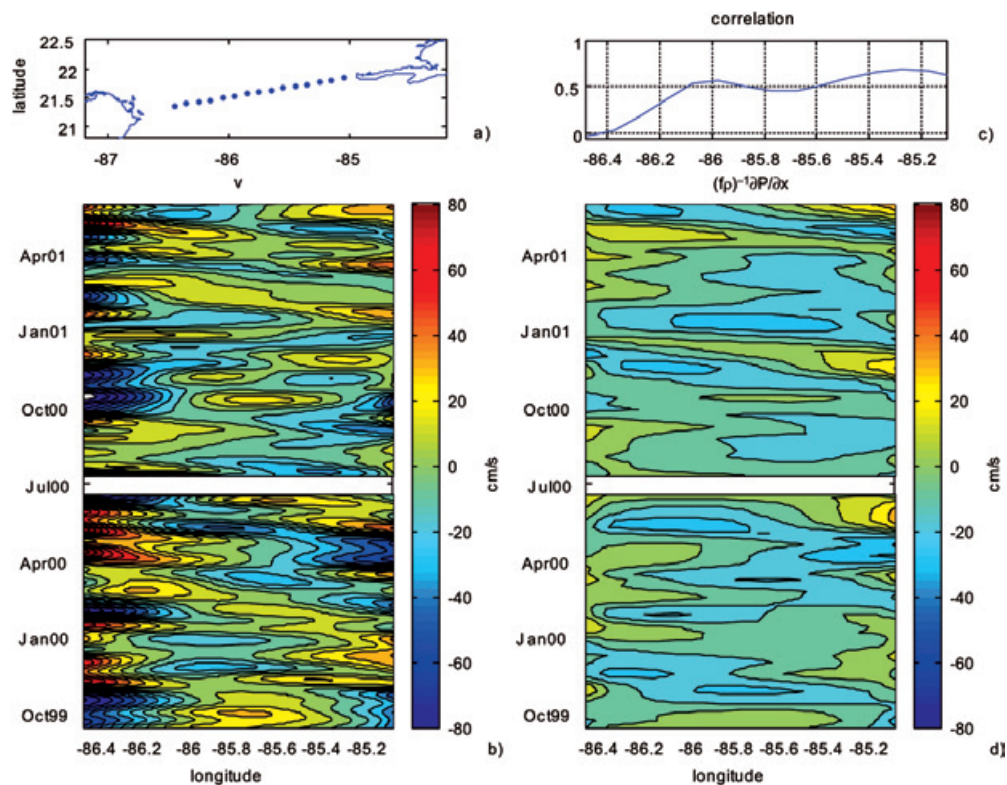 correlation
latitude
22.5
22
21.5
21
-87
-86
-85
a)
1
0.5
0
-86.4 -86.2 -86 -85.8 -85.6 -85.4 -85.2
c)
v
(fρ)⁻¹∂P/∂x
Apr01
Jan01
Oct00
Jul00
Apr00
Jan00
Oct99
-86.4 -86.2 -86 -85.8 -85.6 -85.4 -85.2
longitude
80
60
40
20
0
-20
-40
-60
-80
cm/s
b)
Apr01
Jan01
Oct00
Jul00
Apr00
Jan00
Oct99
-86.4 -86.2 -86 -85.8 -85.6 -85.4 -85.2
longitude
80
60
40
20
0
-20
-40
-60
-80
cm/s
d)